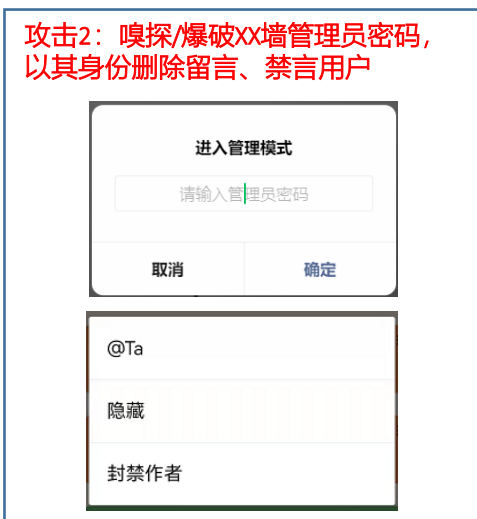 攻击2：嗅探/爆破XX墙管理员密码，
以其身份删除留言、禁言用户
进入管理模式
请输入管理员密码
取消
确定
@Ta
隐藏
封禁作者